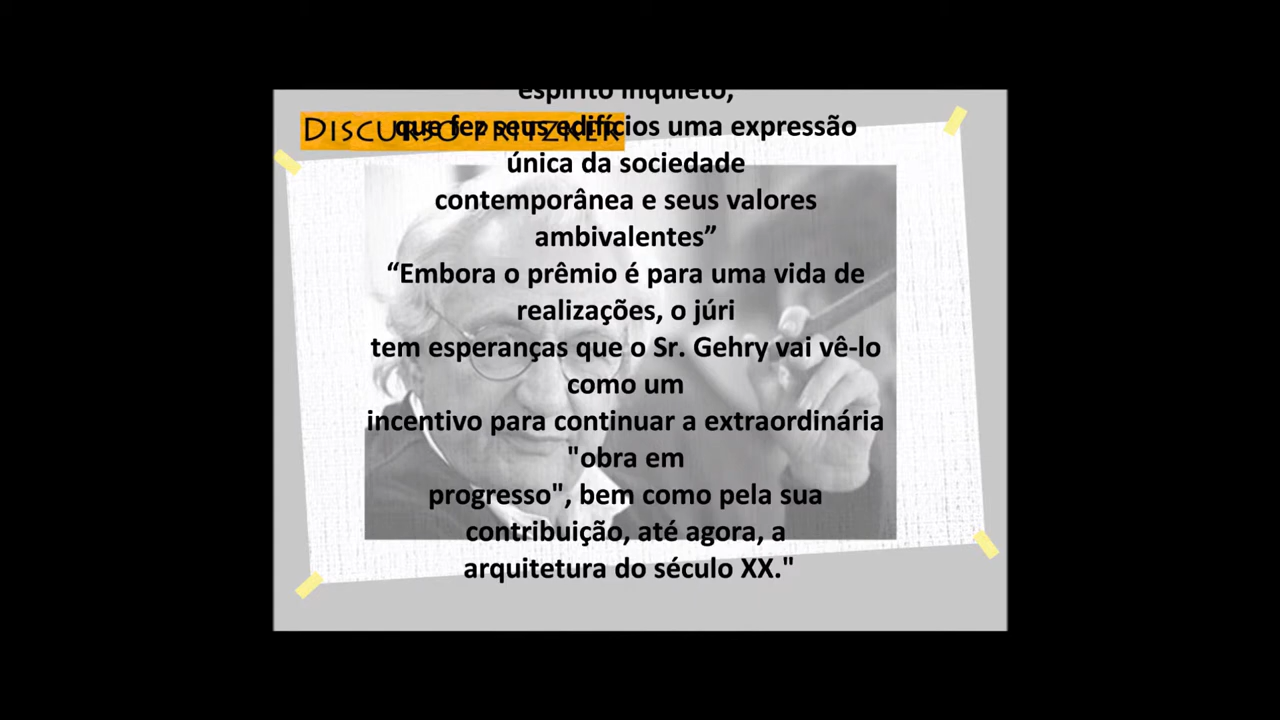 espírito inquieto,
DISCURSO PRITZKER
que fez seus edifícios uma expressão
única da sociedade
contemporânea e seus valores
ambivalentes”
“Embora o prêmio é para uma vida de
realizações, o júri
tem esperanças que o Sr. Gehry vai vê-lo
como um
incentivo para continuar a extraordinária
"obra em
progresso", bem como pela sua
contribuição, até agora, a
arquitetura do século XX."